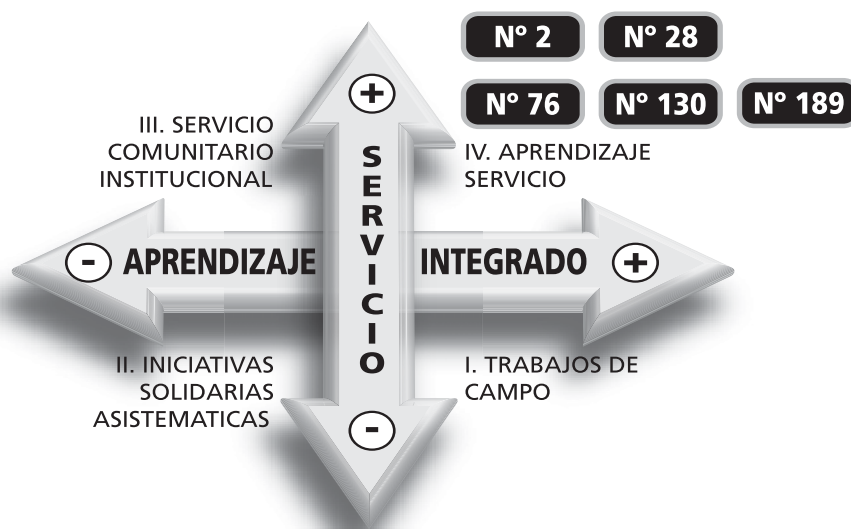 N° 2 N° 28
N° 76 N° 130 N° 189
+
III. SERVICIO
COMUNITARIO
INSTITUCIONAL
IV. APRENDIZAJE
SERVICIO
SERVICIO
- APRENDIZAJE INTEGRADO +
II. INICIATIVAS
SOLIDARIAS
ASISTEMATICAS
I. TRABAJOS DE
CAMPO
-